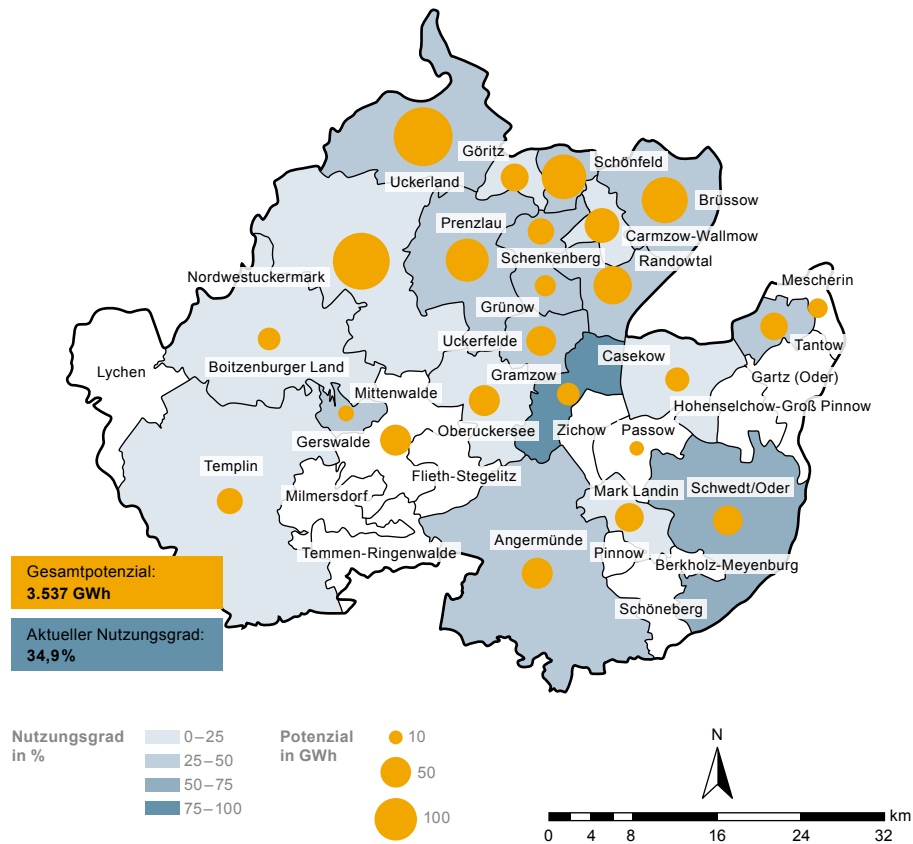 Göritz
Schönfeld
Uckerland
Brüssow
Prenzlau
Carmzow-Wallmow
Schenkenberg
Randowtal
Nordwestuckermark
Mescherin
Grünow
Uckerfelde
Tantow
Casekow
Lychen
Boitzenburger Land
Gramzow
Gartz (Oder)
Mittenwalde
Hohenselchow-Groß Pinnow
Gerswalde
Oberuckersee
Zichow
Passow
Templin
Flieth-Stegelitz
Milmersdorf
Mark Landin
Schwedt/Oder
Angermünde
Temmen-Ringenwalde
Pinnow
Berkholz-Meyenburg
Schöneberg
Gesamtpotenzial:
3.537 GWh
Aktueller Nutzungsgrad:
34,9%
Nutzungsgrad
in %
0–25
25–50
50–75
75–100
Potenzial
in GWh
10
50
100
N
km
0 2 4 8 16 24 32